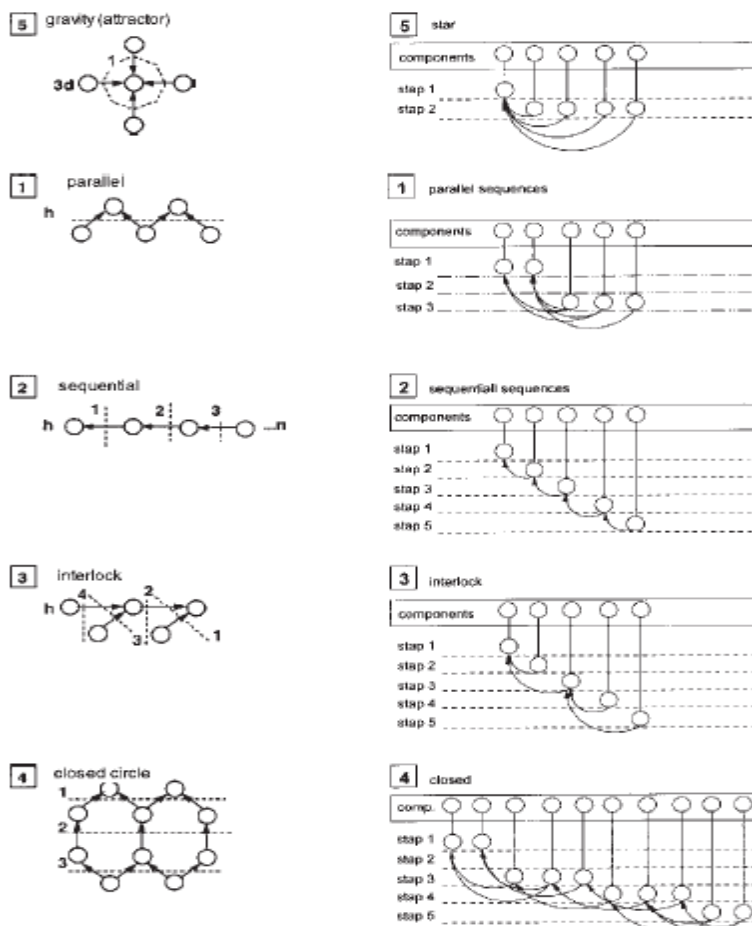 5 gravity (attractor)
1
3d
1 parallel
h
2 sequential
1 2 3
h ...n
3 interlock
4 2
h
3 1
4 closed circle
1
2
3
5 star
components
stap 1
stap 2
1 parallel sequences
components
stap 1
stap 2
stap 3
2 sequentiall sequences
components
stap 1
stap 2
stap 3
stap 4
stap 5
3 interlock
components
stap 1
stap 2
stap 3
stap 4
stap 5
4 closed
comp.
stap 1
stap 2
stap 3
stap 4
stap 5